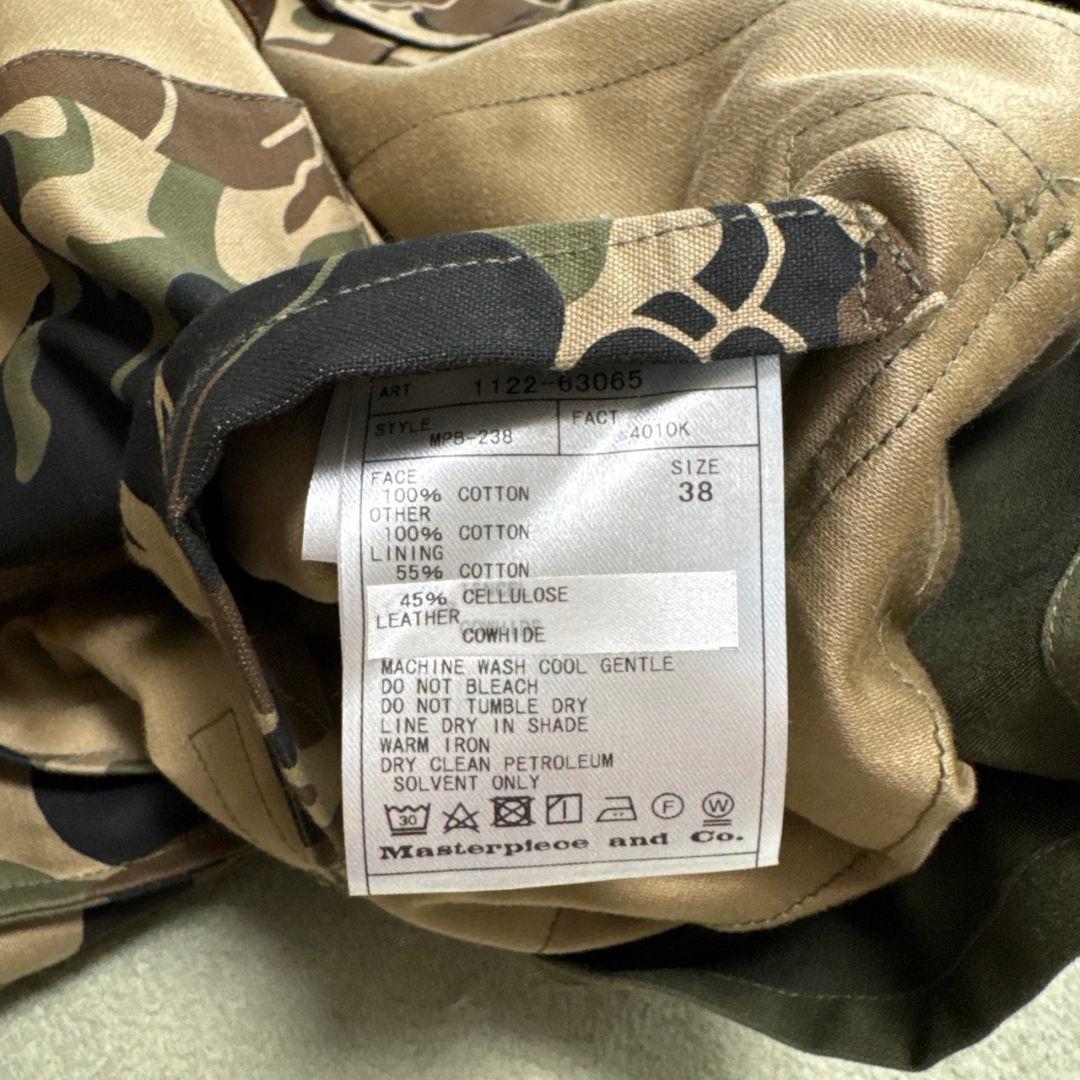 ART 1122-63065
STYLE MPB-238 FACT 4010K
FACE SIZE
100% COTTON 38
OTHER
100% COTTON
LINING
55% COTTON
45% CELLULOSE
LEATHER
COWHIDE
MACHINE WASH COOL GENTLE
DO NOT BLEACH
DO NOT TUMBLE DRY
LINE DRY IN SHADE
WARM IRON
DRY CLEAN PETROLEUM
SOLVENT ONLY
30 F W
Masterpiece and Co.